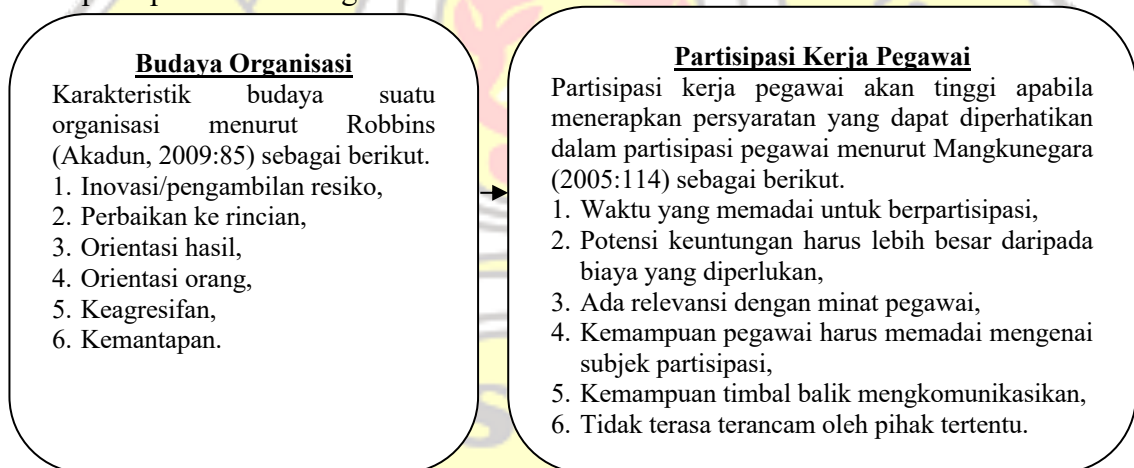 Budaya Organisasi
Karakteristik budaya suatu
organisasi menurut Robbins
(Akadun, 2009:85) sebagai berikut.
1. Inovasi/pengambilan resiko,
2. Perbaikan ke rincian,
3. Orientasi hasil,
4. Orientasi orang,
5. Keagresifan,
6. Kemantapan.
Partisipasi Kerja Pegawai
Partisipasi kerja pegawai akan tinggi apabila
menerapkan persyaratan yang dapat diperhatikan
dalam partisipasi pegawai menurut Mangkunegara
(2005:114) sebagai berikut.
1. Waktu yang memadai untuk berpartisipasi,
2. Potensi keuntungan harus lebih besar daripada
biaya yang diperlukan,
3. Ada relevansi dengan minat pegawai,
4. Kemampuan pegawai harus memadai mengenai
subjek partisipasi,
5. Kemampuan timbal balik mengkomunikasikan,
6. Tidak terasa terancam oleh pihak tertentu.